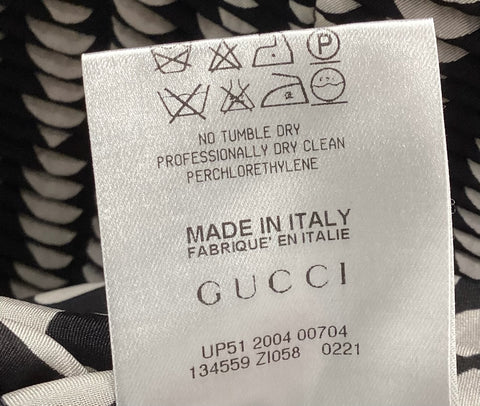 P
NO TUMBLE DRY
PROFESSIONALLY DRY CLEAN
PERCHLORETHYLENE
MADE IN ITALY
FABRIQUE' EN ITALIE
GUCCI
UP51 2004 00704
134559 ZI058 0221